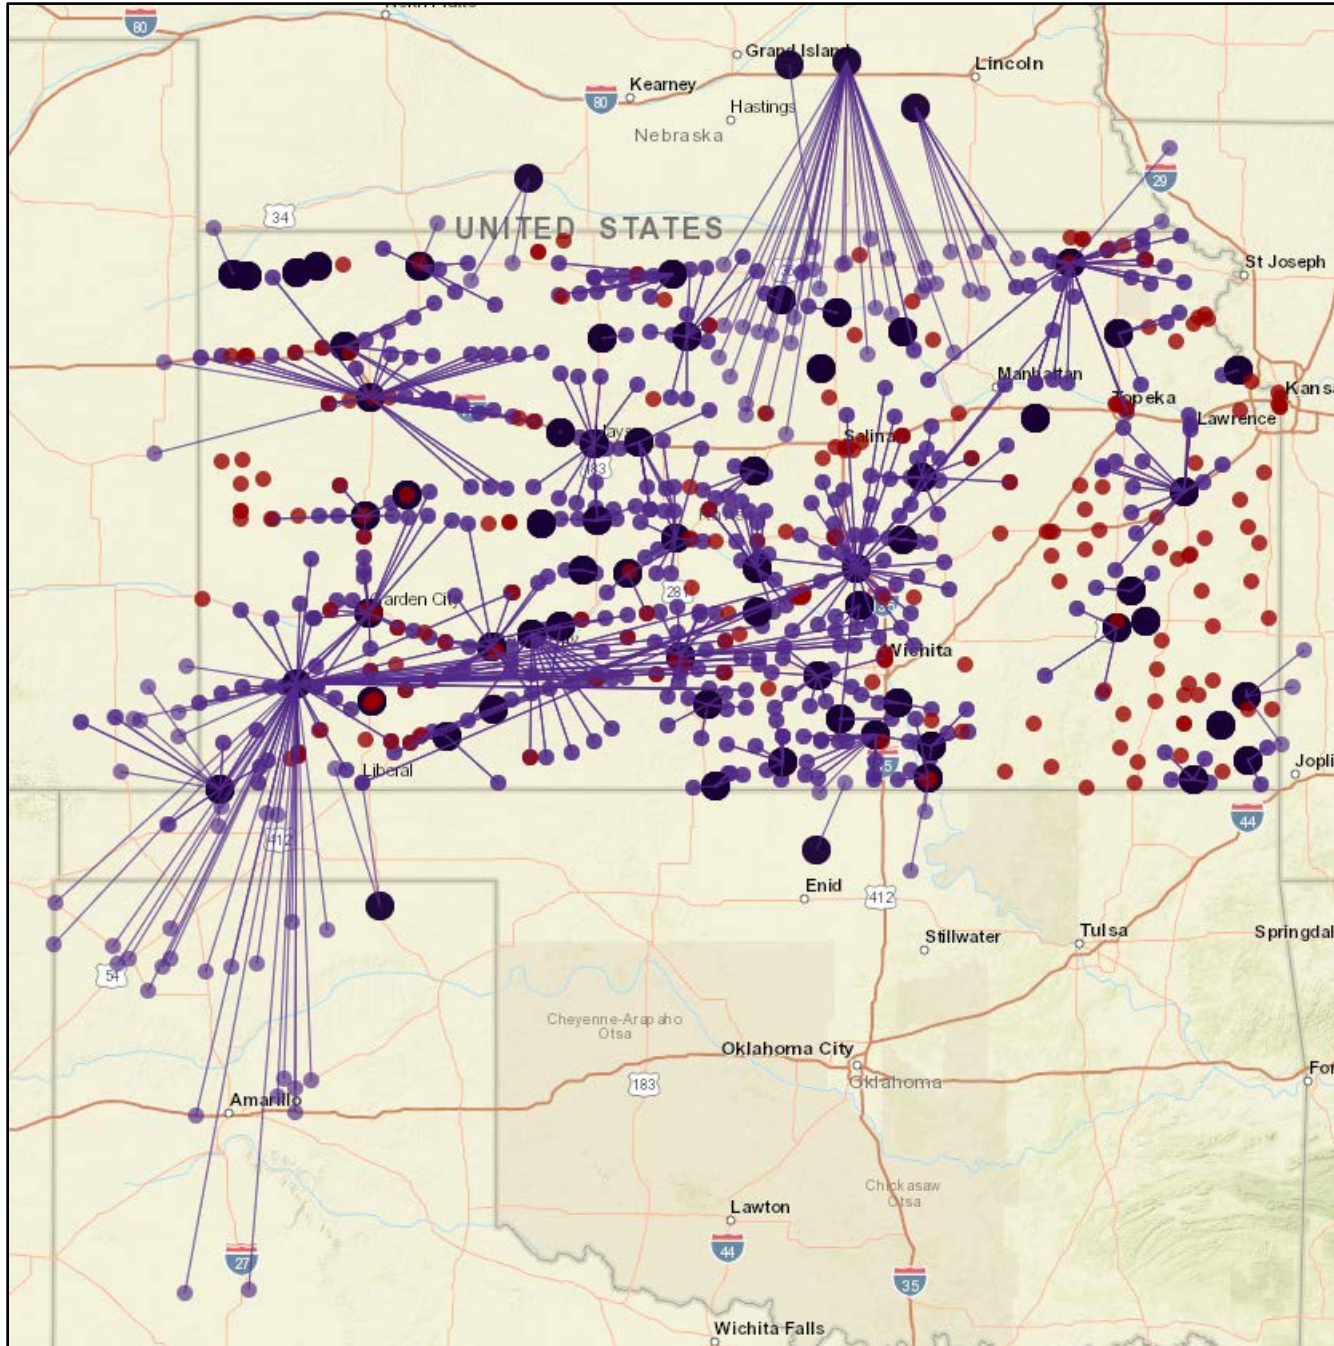 80
Grand Island
Lincoln
Kearney
80
Hastings
Nebraska
29
34
UNITED STATES
St Joseph
Manhattan
Topeka
Lawrence
Salina
281
Garden City
Wichita
Liberal
Jopli
44
412
Enid
412
Stillwater
Tulsa
Springdal
54
Cheyenne-Arapaho
Otsa
Oklahoma City
Oklahoma
183
For
Amarillo
Chickasaw
Otsa
Lawton
44
27
35
Wichita Falls